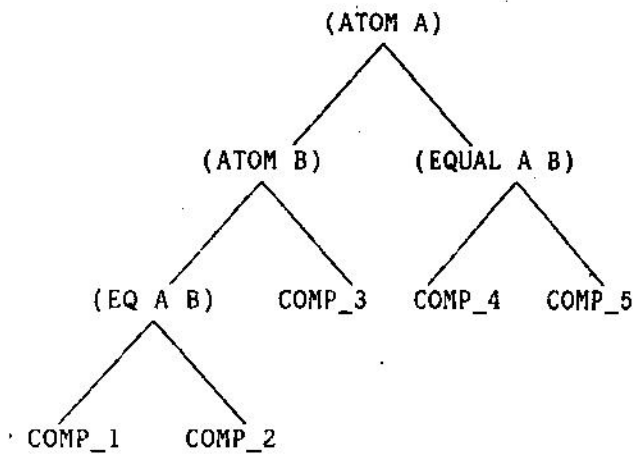 (ATOM A)
(ATOM B) (EQUAL A B)
(EQ A B) COMP_3 COMP_4 COMP_5
COMP_1 COMP_2